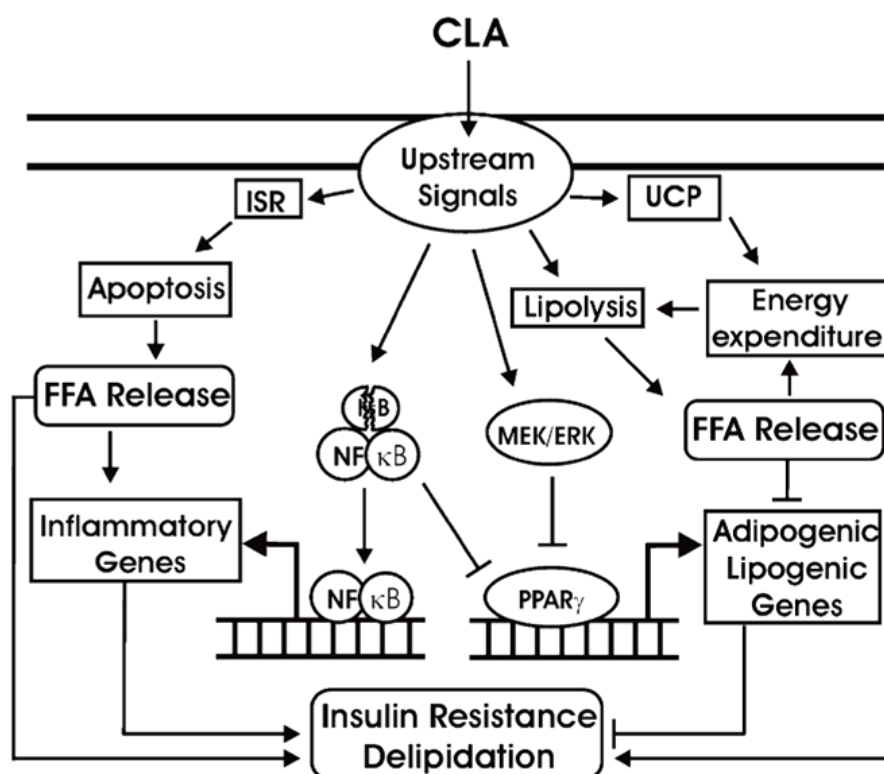 CLA
Upstream
Signals
ISR
UCP
Apoptosis
Lipolysis
Energy
expenditure
FFA Release
FFA Release
NF κB
MEK/ERK
Inflammatory
Genes
Adipogenic
Lipogenic
Genes
NF κB
PPARγ
Insulin Resistance
Delipidation